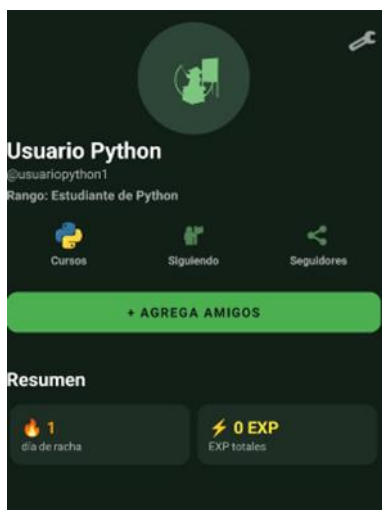 Usuario Python
@usuariopython1
Rango: Estudiante de Python
Cursos Siguiendo Seguidores
+ AGREGA AMIGOS
Resumen
1 0 EXP
día de racha EXP totales